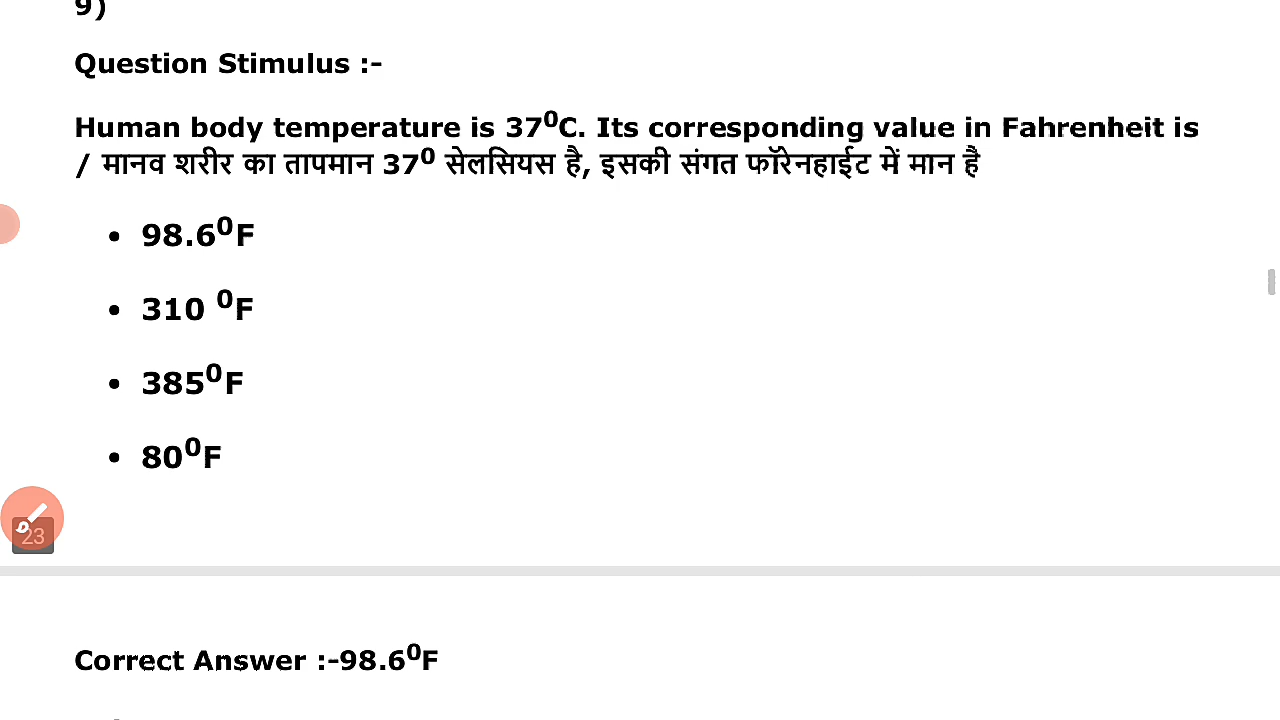 9)
Question Stimulus :-
Human body temperature is 37⁰C. Its corresponding value in Fahrenheit is
/ मानव शरीर का तापमान 37⁰ सेलसियस है, इसकी संगत फॉरेनहाईट में मान है
• 98.6⁰F
• 310 ⁰F
• 385⁰F
• 80⁰F
23
Correct Answer :-98.6⁰F